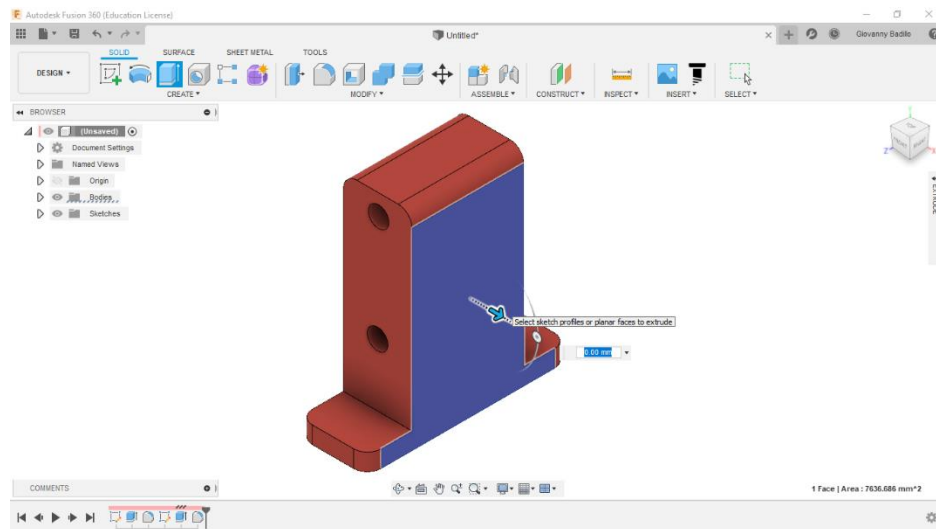 Autodesk Fusion 360 (Education License)
Untitled*
Giovanny Badillo
SOLID SURFACE SHEET METAL TOOLS
DESIGN
CREATE MODIFY ASSEMBLE CONSTRUCT INSPECT INSERT SELECT
BROWSER
(Unsaved)
Document Settings
Named Views
Origin
Bodies
Sketches
EXTRUDE
Select sketch profiles or planar faces to extrude
0.00 mm
COMMENTS
1 Face | Area : 7636.686 mm^2